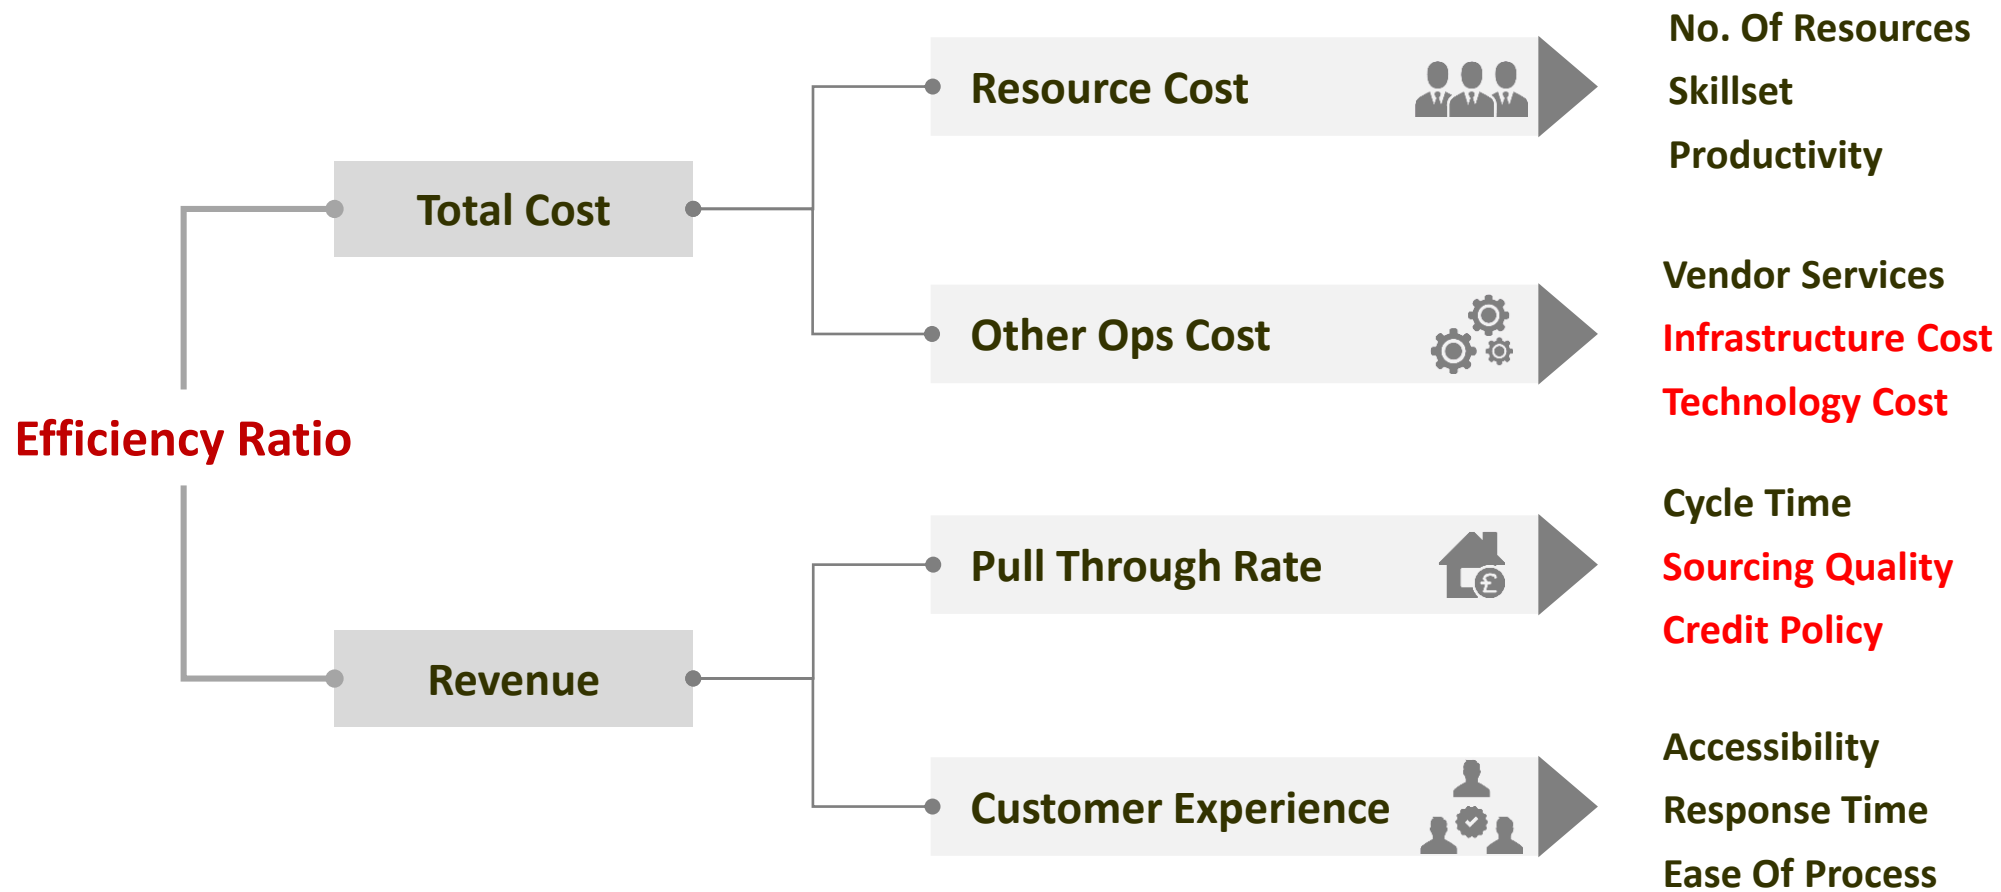 Efficiency Ratio
Total Cost
Resource Cost
No. Of Resources
Skillset
Productivity
Other Ops Cost
Vendor Services
Infrastructure Cost
Technology Cost
Revenue
Pull Through Rate
£
Cycle Time
Sourcing Quality
Credit Policy
Customer Experience
Accessibility
Response Time
Ease Of Process